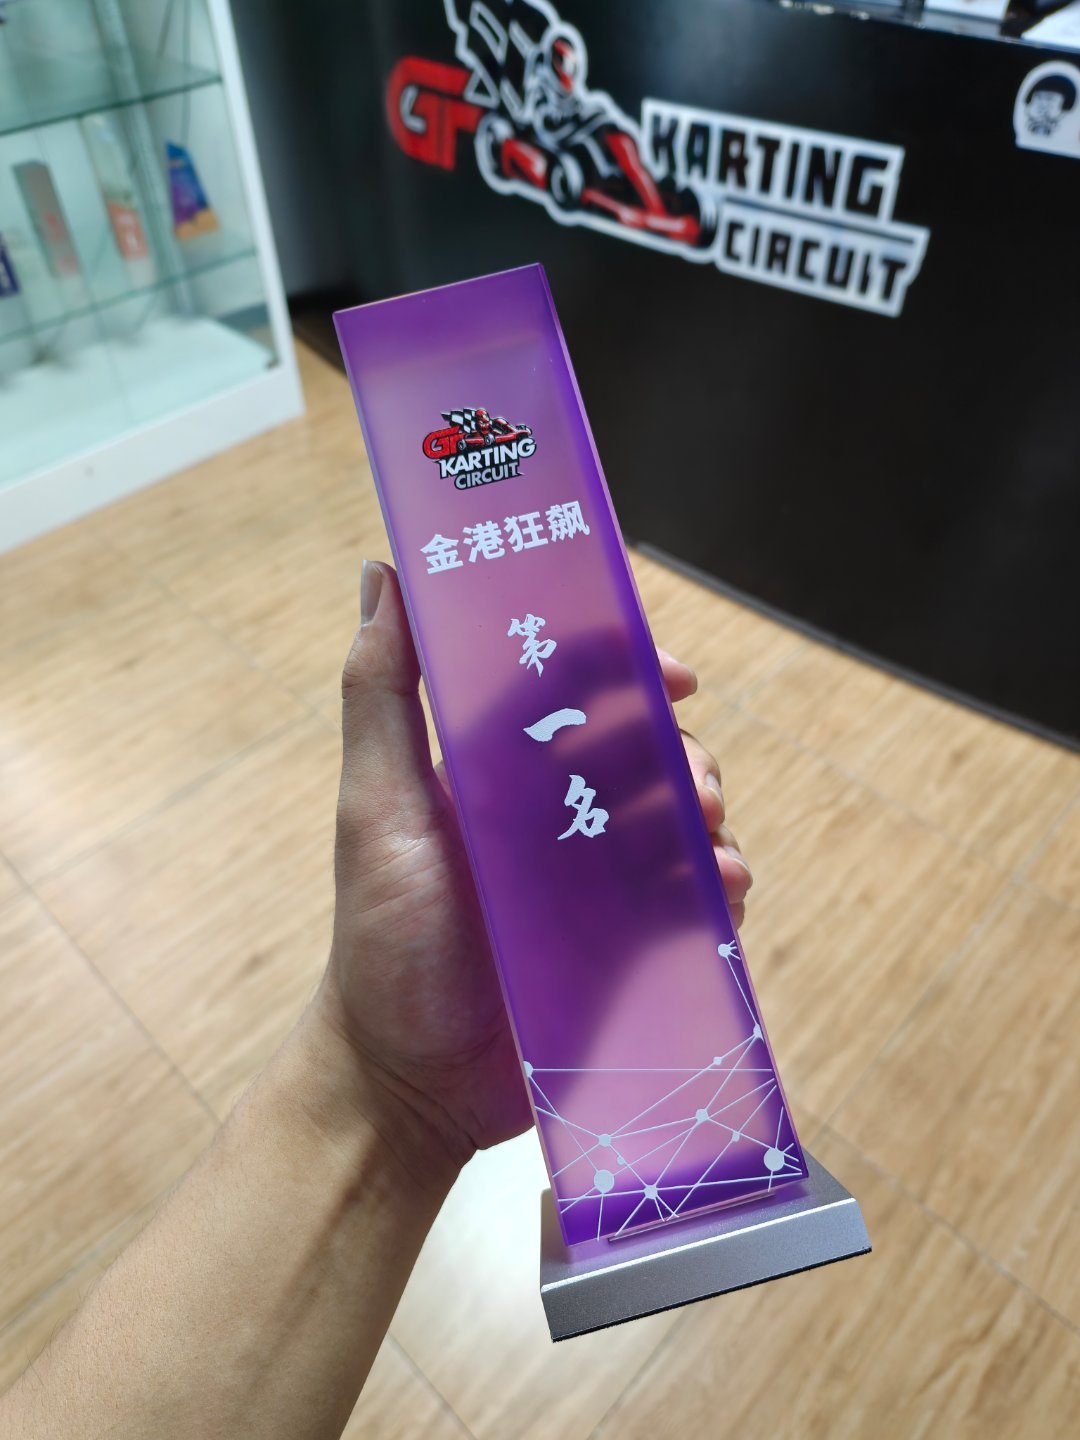 GT
KARTING
CIRCUIT
GT
KARTING
CIRCUIT
金港狂飙
第
一
名